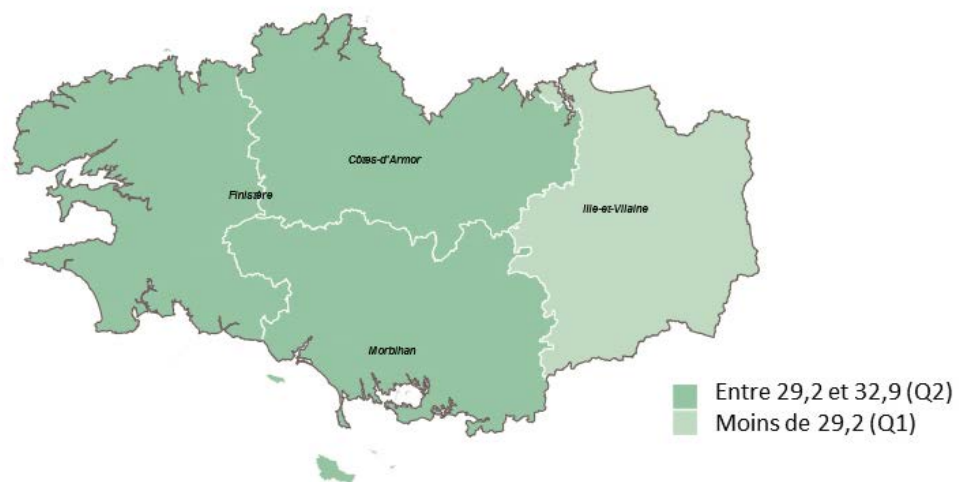 Côtes-d'Armor
Finistère
Ille-et-Vilaine
Morbihan
Entre 29,2 et 32,9 (Q2)
Moins de 29,2 (Q1)